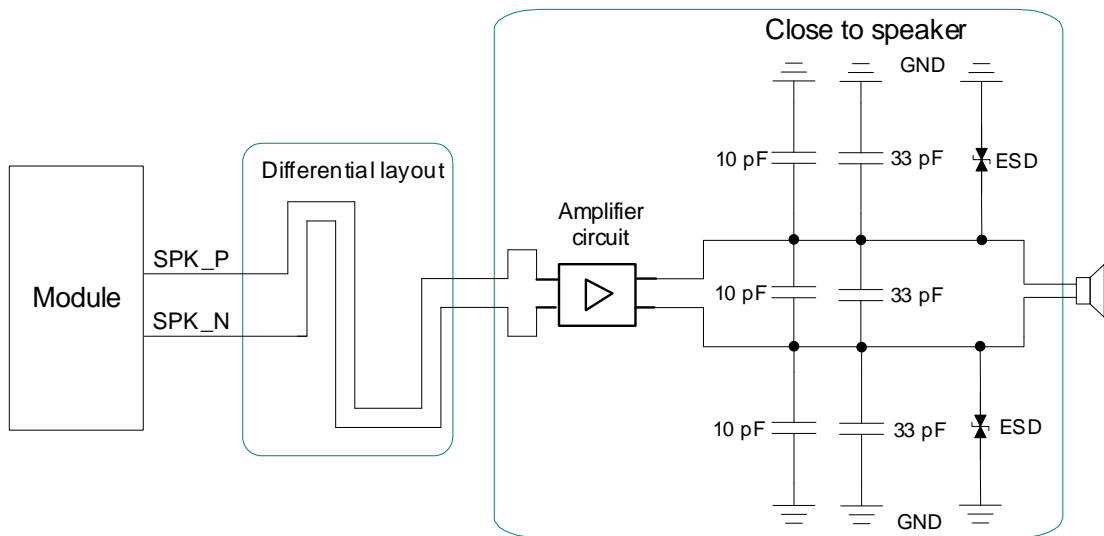 Close to speaker
GND
10 pF
33 pF
ESD
Differential layout
Amplifier
circuit
SPK_P
Module
SPK_N
10 pF
33 pF
10 pF
33 pF
ESD
GND